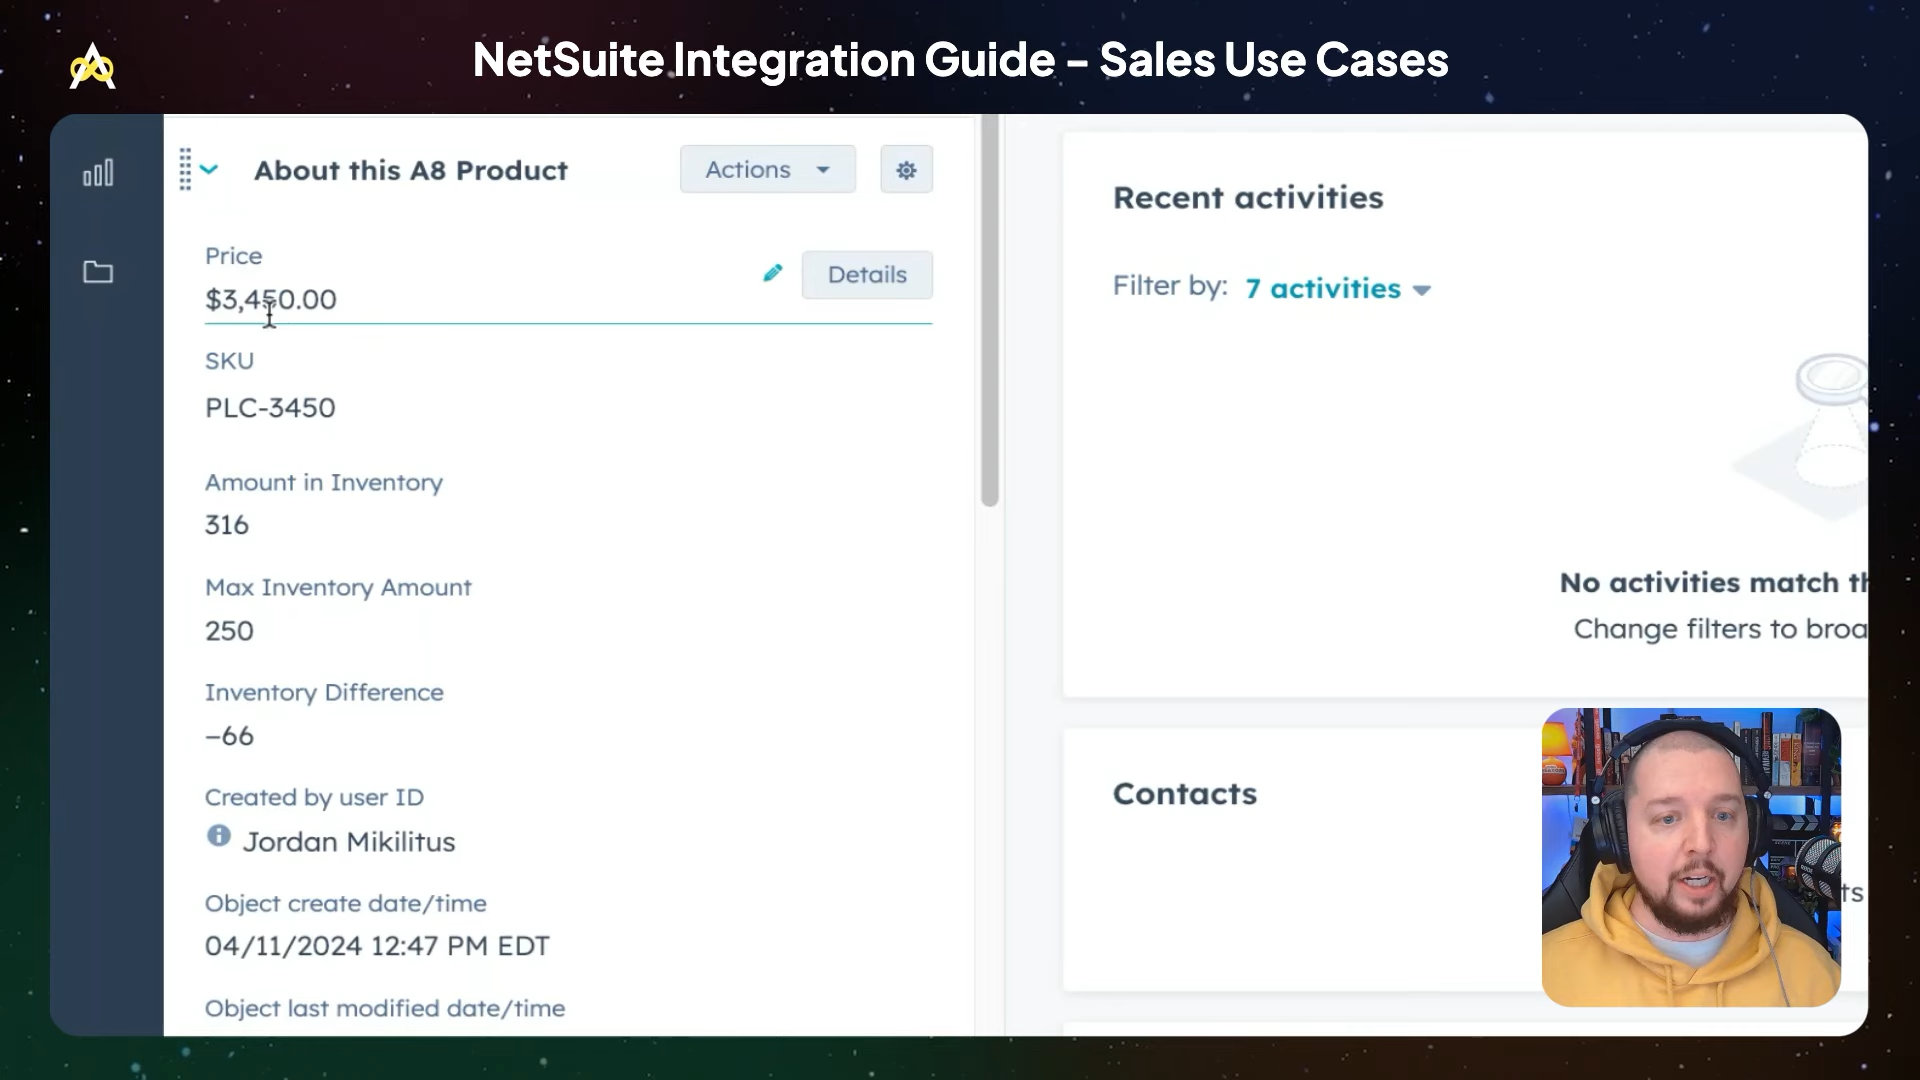 NetSuite Integration Guide – Sales Use Cases
About this A8 Product
Actions
Price
$3,450.00
Details
SKU
PLC-3450
Amount in Inventory
316
Max Inventory Amount
250
Inventory Difference
–66
Created by user ID
Jordan Mikilitus
Object create date/time
04/11/2024 12:47 PM EDT
Object last modified date/time
Recent activities
Filter by: 7 activities
No activities match
Change filters to
Contacts